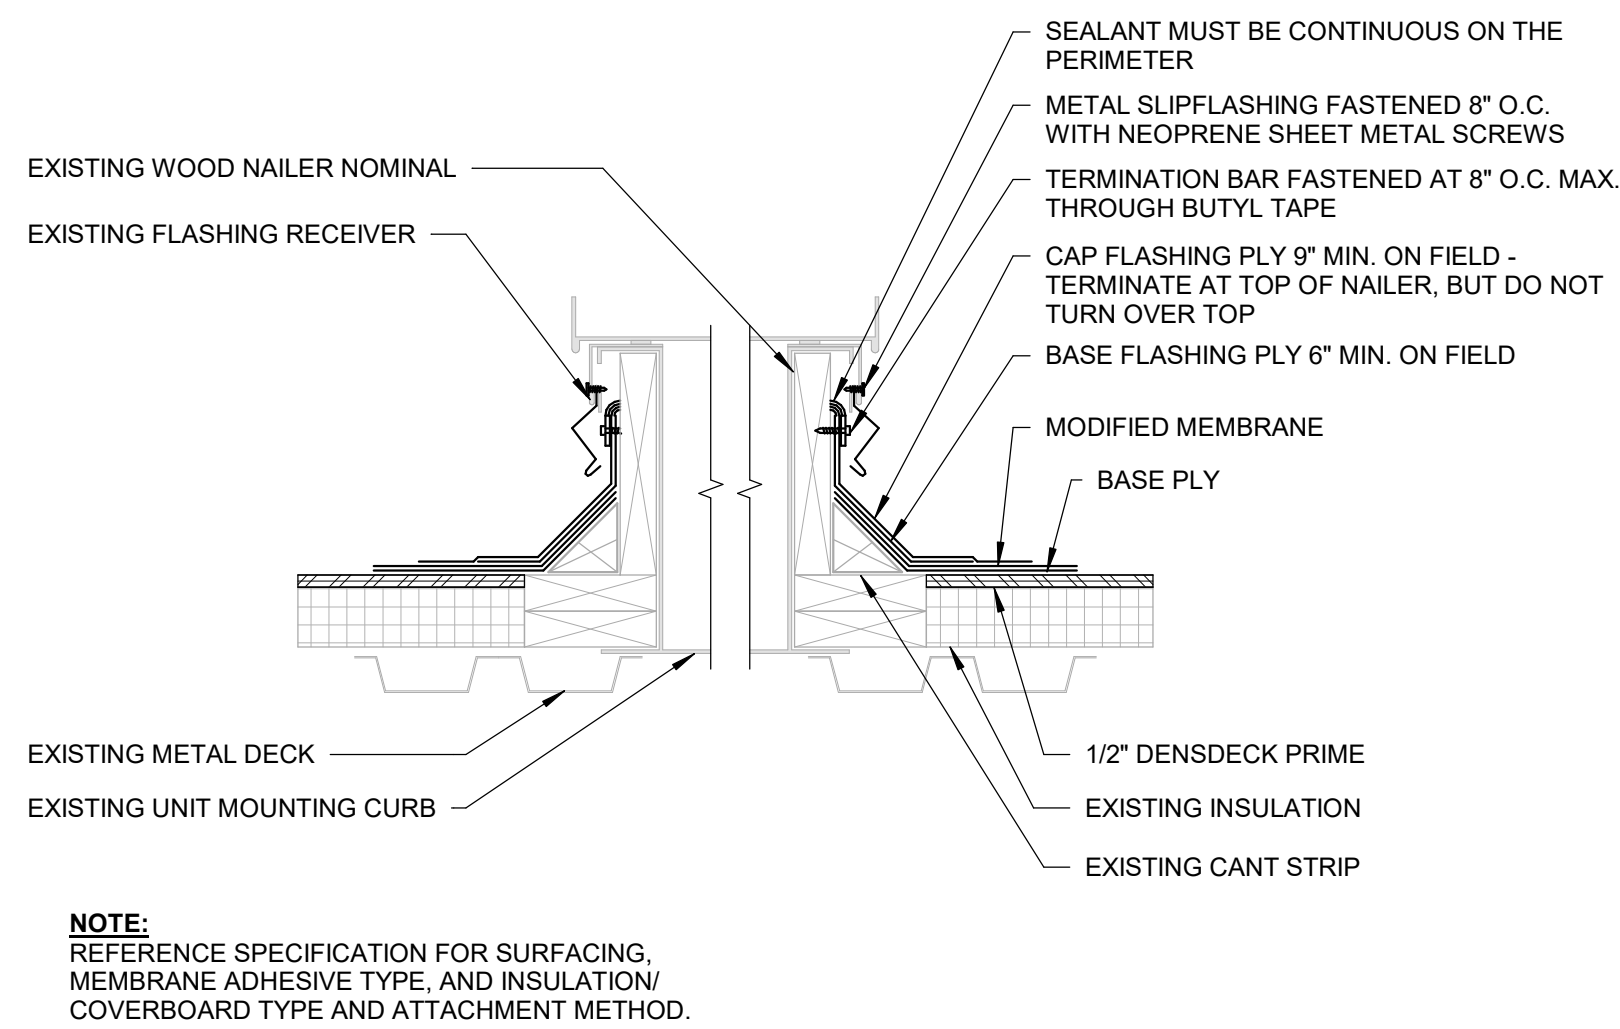 SEALANT MUST BE CONTINUOUS ON THE
PERIMETER
METAL SLIPFLASHING FASTENED 8" O.C.
WITH NEOPRENE SHEET METAL SCREWS
EXISTING WOOD NAILER NOMINAL
TERMINATION BAR FASTENED AT 8" O.C. MAX.
THROUGH BUTYL TAPE
EXISTING FLASHING RECEIVER
CAP FLASHING PLY 9" MIN. ON FIELD -
TERMINATE AT TOP OF NAILER, BUT DO NOT
TURN OVER TOP
BASE FLASHING PLY 6" MIN. ON FIELD
MODIFIED MEMBRANE
BASE PLY
EXISTING METAL DECK
1/2" DENSDECK PRIME
EXISTING UNIT MOUNTING CURB
EXISTING INSULATION
EXISTING CANT STRIP
NOTE:
REFERENCE SPECIFICATION FOR SURFACING,
MEMBRANE ADHESIVE TYPE, AND INSULATION/
COVERBOARD TYPE AND ATTACHMENT METHOD.